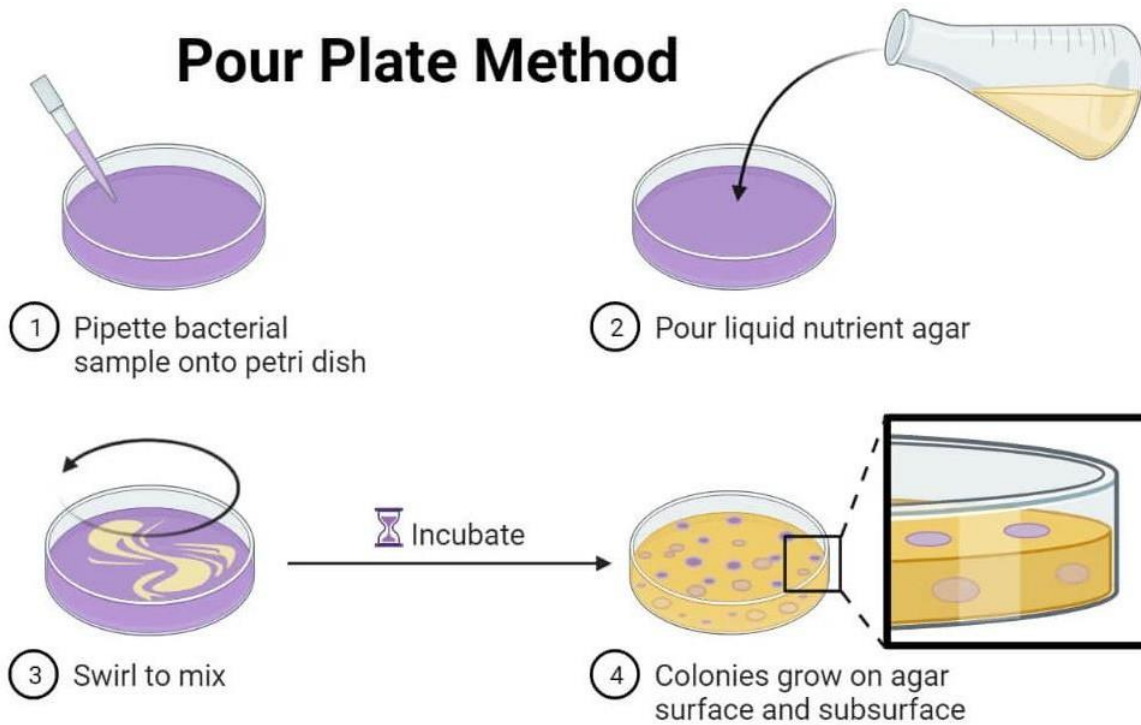 Pour Plate Method
1 Pipette bacterial
sample onto petri dish
2 Pour liquid nutrient agar
3 Swirl to mix
Incubate
4 Colonies grow on agar
surface and subsurface